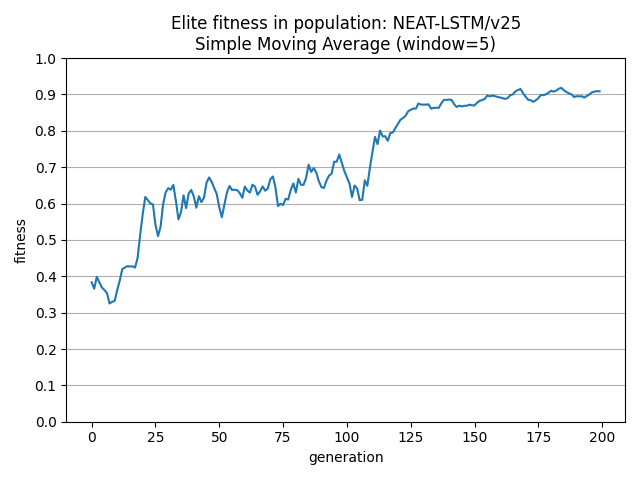 Elite fitness in population: NEAT-LSTM/v25
Simple Moving Average (window=5)
1.0
0.9
0.8
0.7
0.6
0.5
0.4
0.3
0.2
0.1
0.0
fitness
0 25 50 75 100 125 150 175 200
generation